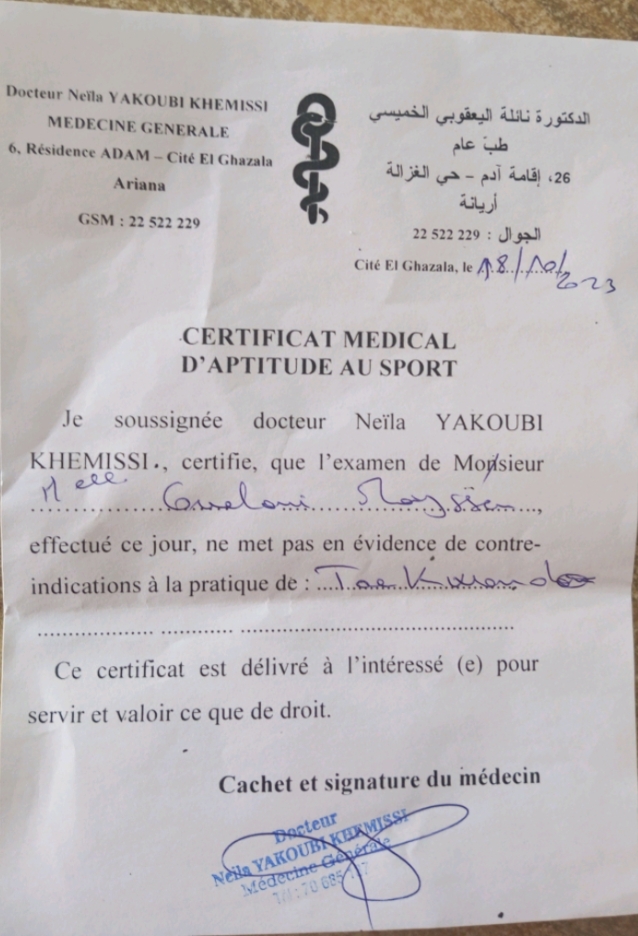 Docteur Neïla YAKOUBI KHEMISSI
MEDECINE GENERALE
6, Résidence ADAM – Cité El Ghazala
Ariana
GSM : 22 522 229
الدكتورة نائلة اليعقوبي الخميسي
طب عام
26، إقامة آدم - حي الغزالة
أريانة
الجوال : 229 522 22
Cité El Ghazala, le 18/10/2023
CERTIFICAT MEDICAL
D'APTITUDE AU SPORT
Je soussignée docteur Neïla YAKOUBI
KHEMISSI., certifie, que l'examen de Monsieur
Melle
effectué ce jour, ne met pas en évidence de contre-
indications à la pratique de : Taekwondo
Ce certificat est délivré à l'intéressé (e) pour
servir et valoir ce que de droit.
Cachet et signature du médecin
Docteur
Neïla YAKOUBI KHEMISSI
Médecine Générale